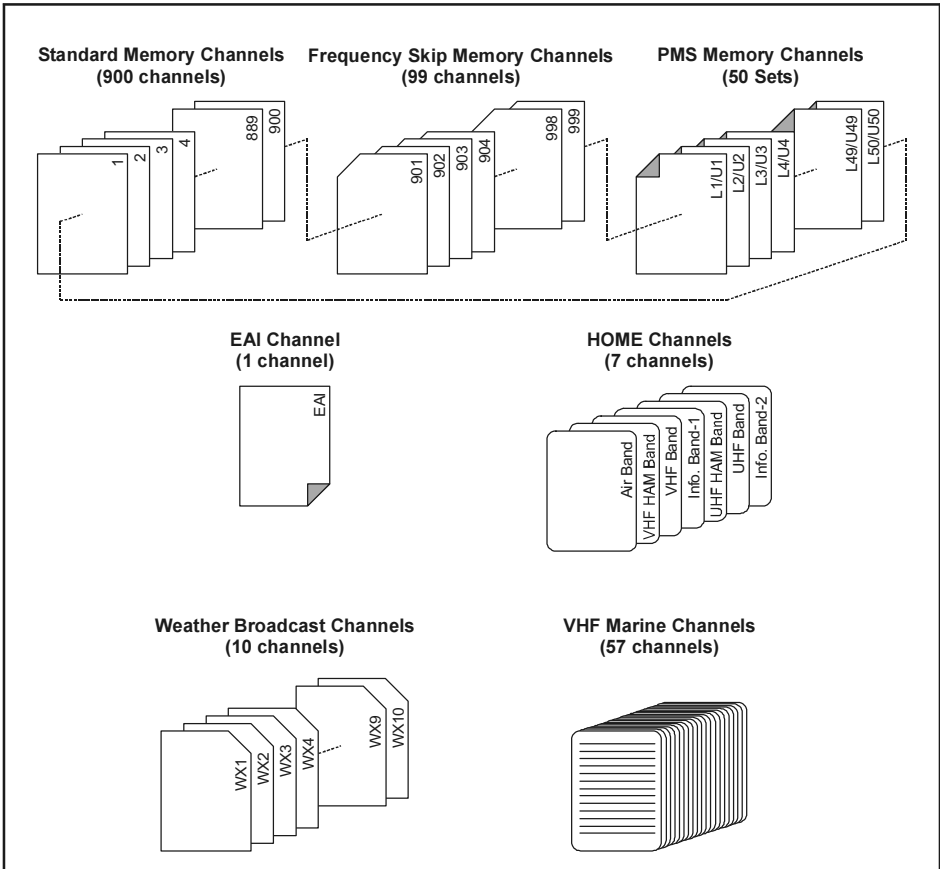 Standard Memory Channels
(900 channels)
1
2
3
4
889
900
Frequency Skip Memory Channels
(99 channels)
901
902
903
904
998
999
PMS Memory Channels
(50 Sets)
L1/U1
L2/U2
L3/U3
L4/U4
L49/U49
L50/U50
EAI Channel
(1 channel)
EAI
HOME Channels
(7 channels)
Air Band
VHF HAM Band
VHF Band
Info. Band-1
UHF HAM Band
UHF Band
Info. Band-2
Weather Broadcast Channels
(10 channels)
WX1
WX2
WX3
WX4
WX9
WX10
VHF Marine Channels
(57 channels)